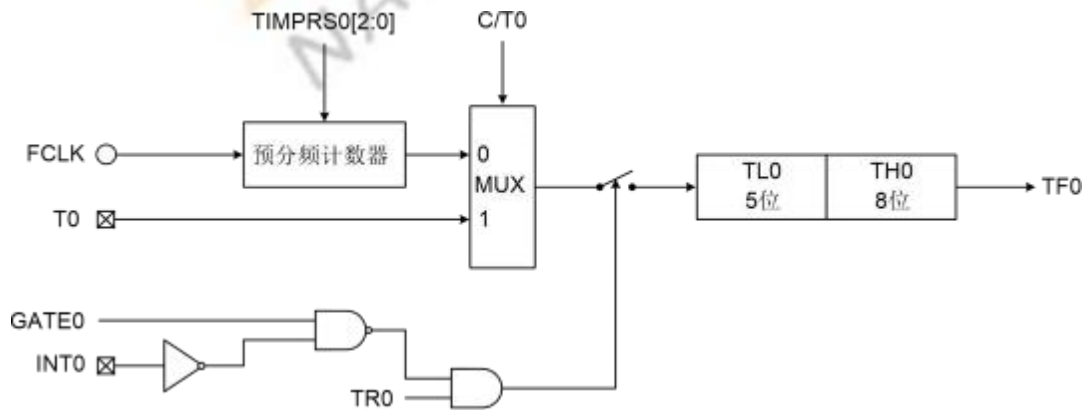 TIMPRS0[2:0]
C/T0
FCLK
预分频计数器
0
MUX
1
T0
TL0
5位
TH0
8位
TF0
GATE0
INT0
TR0